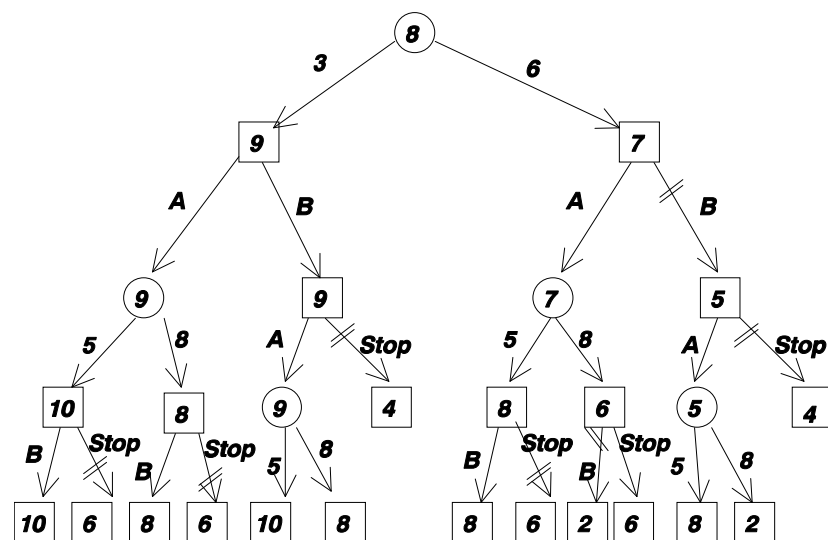 8
3 6
9 7
A B A B
9 9 7 5
5 8 A Stop 5 8 A Stop
10 8 9 4 8 6 5 4
B Stop B Stop 5 8 B Stop B Stop 5 8
10 6 8 6 10 8 8 6 2 6 8 2